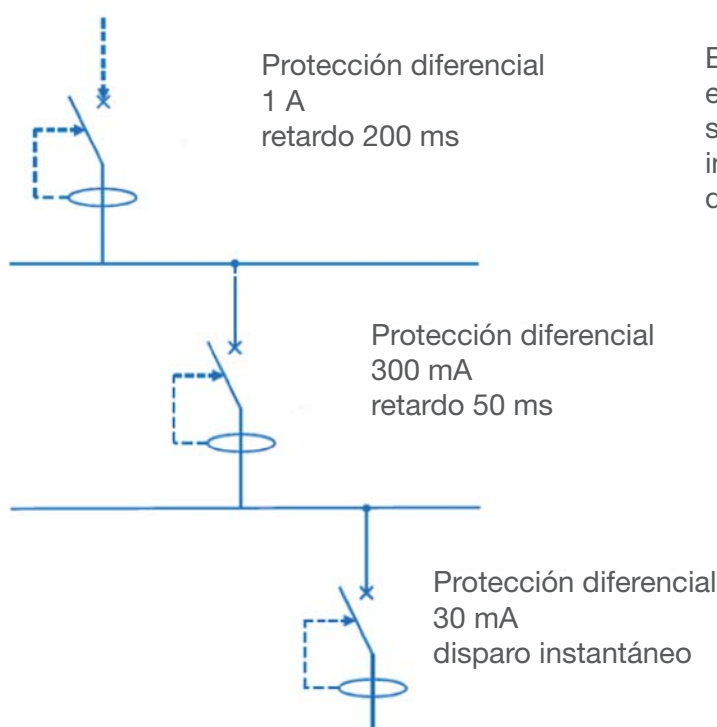 Protección diferencial
1 A
retardo 200 ms
Protección diferencial
300 mA
retardo 50 ms
Protección diferencial
30 mA
disparo instantáneo